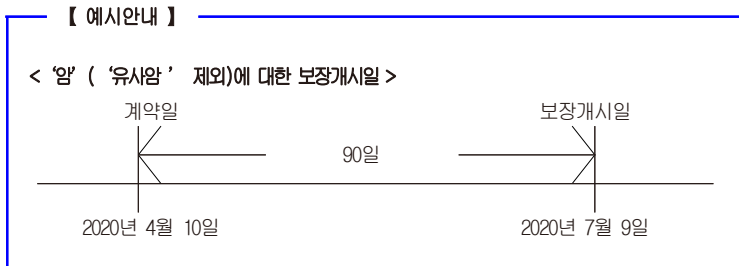 【 예시안내 】
< ‘암’ ( ‘유사암 ’ 제외)에 대한 보장개시일 >
계약일 보장개시일
90일
2020년 4월 10일 2020년 7월 9일